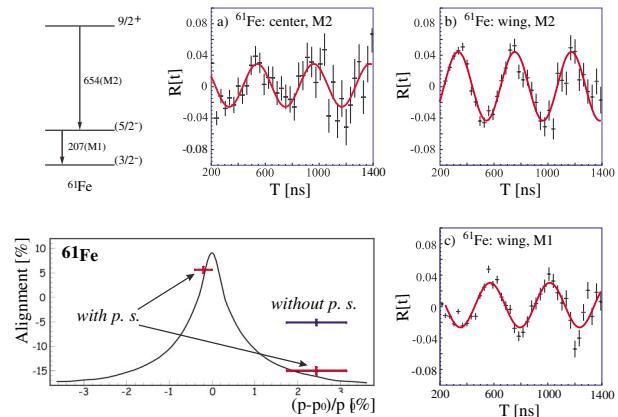 9/2+
654(M2)
(5/2-)
207(M1)
(3/2-)
61Fe
a) 61Fe: center, M2
R[t]
0.08
0.04
0
-0.04
-0.08
200 600 1000 1400
T [ns]
b) 61Fe: wing, M2
R[t]
0.08
0.04
0
-0.04
-0.08
200 600 1000 1400
T [ns]
61Fe
Alignment [%]
10
5
0
-5
-10
-15
with p. s.
without p. s.
-3 -2 -1 0 1 2 3
(p-p0)/p [%]
c) 61Fe: wing, M1
R[t]
0.08
0.04
0
-0.04
-0.08
200 600 1000 1400
T [ns]